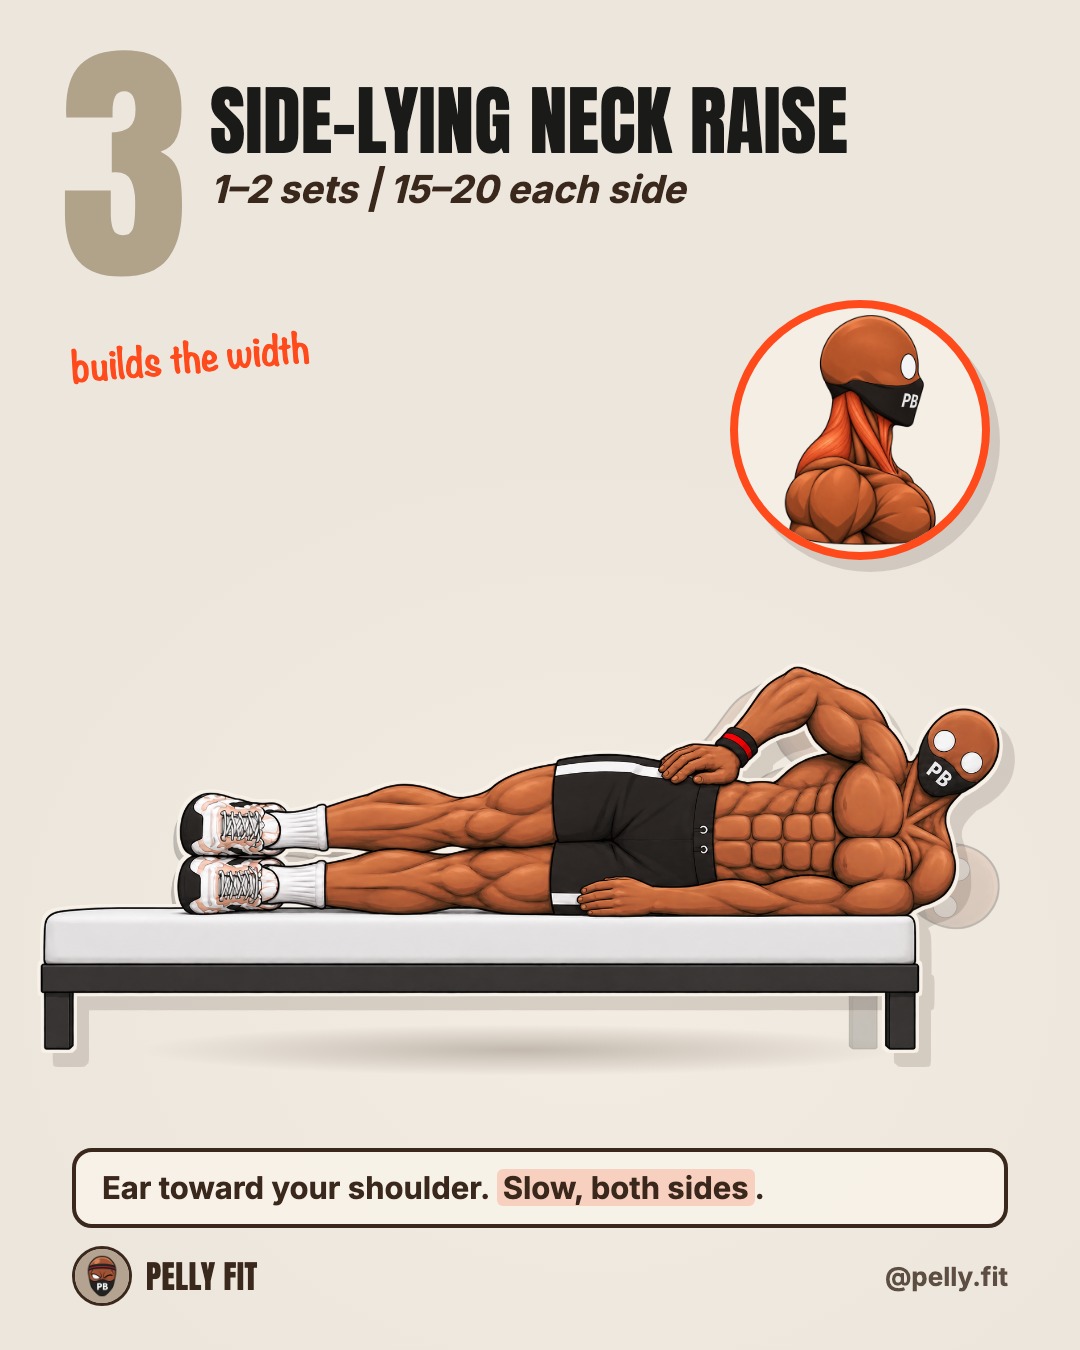 3
SIDE-LYING NECK RAISE
1–2 sets | 15–20 each side
builds the width
PB
PB
Ear toward your shoulder. Slow, both sides.
PB
PELLY FIT
@pelly.fit